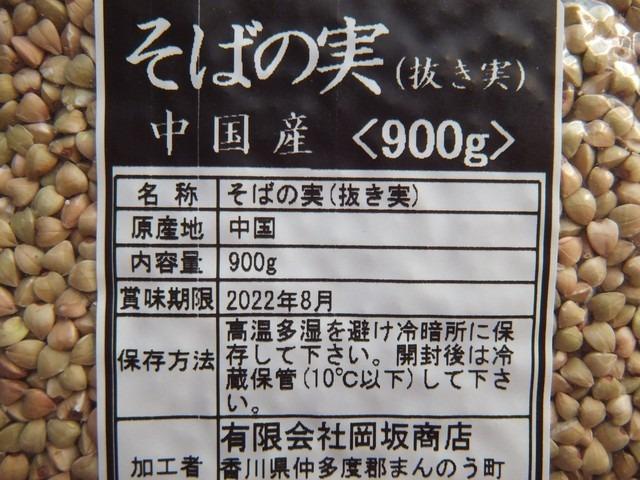 そばの実(抜き実)
中国産 <900g>
名称 そばの実(抜き実)
原産地 中国
内容量 900g
賞味期限 2022年8月
保存方法 高温多湿を避け冷暗所に保
存して下さい。開封後は冷
蔵保管(10℃以下)して下さ
い。
有限会社岡坂商店
加工者 香川県仲多度郡まんのう町